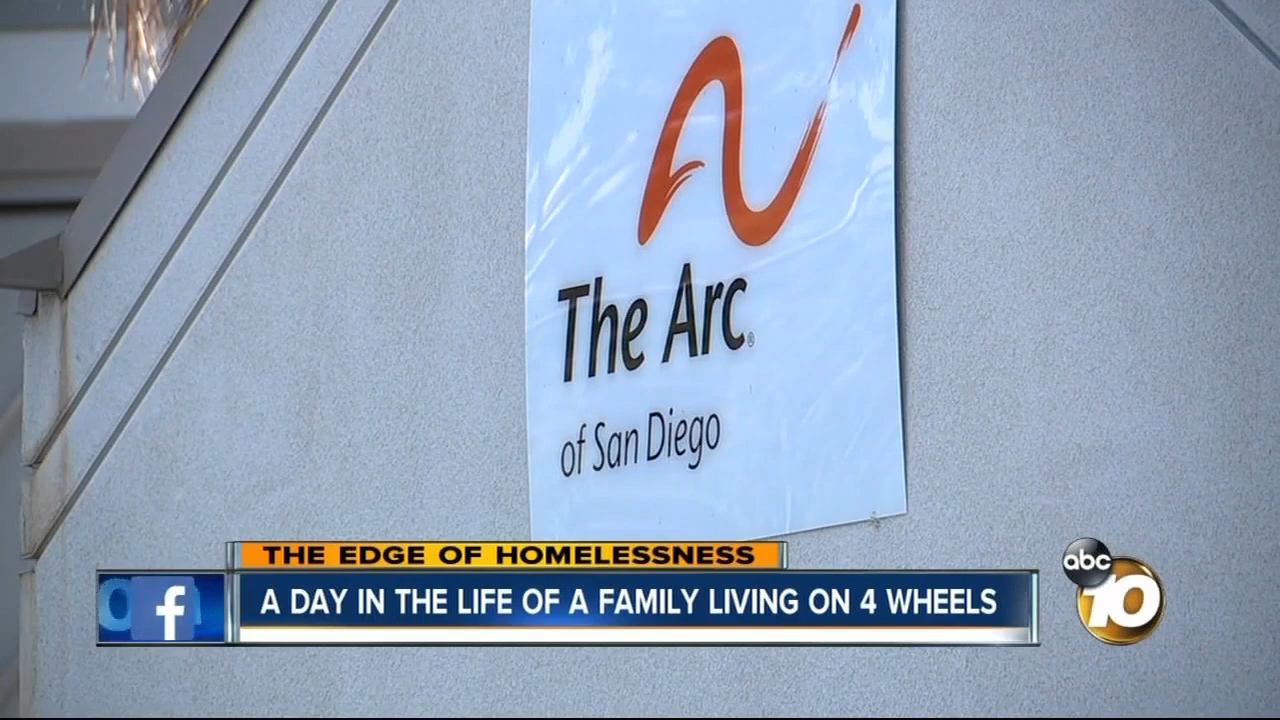 The Arc®
of San Diego
THE EDGE OF HOMELESSNESS
f
A DAY IN THE LIFE OF A FAMILY LIVING ON 4 WHEELS
abc
10